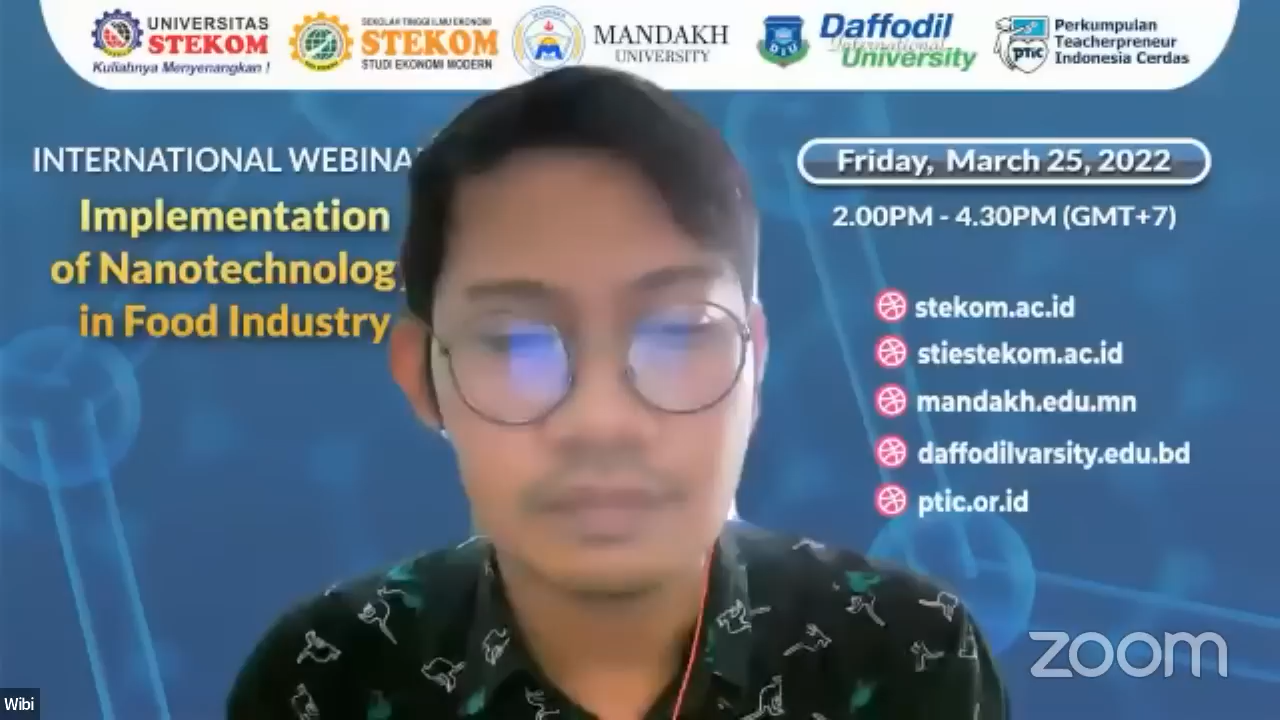 UNIVERSITAS
STEKOM
Kuliahnya Menyenangkan !
SEKOLAH TINGGI ILMU EKONOMI
STEKOM
STUDI EKONOMI MODERN
MANDAKH
UNIVERSITY
DIU
Daffodil
International
University
PTIC
Perkumpulan
Teacherpreneur
Indonesia Cerdas
INTERNATIONAL WEBINA
Implementation
of Nanotechnolog
in Food Industry
Friday, March 25, 2022
2.00PM - 4.30PM (GMT+7)
stekom.ac.id
stiestekom.ac.id
mandakh.edu.mn
daffodilvarsity.edu.bd
ptic.or.id
zoom
Wibi